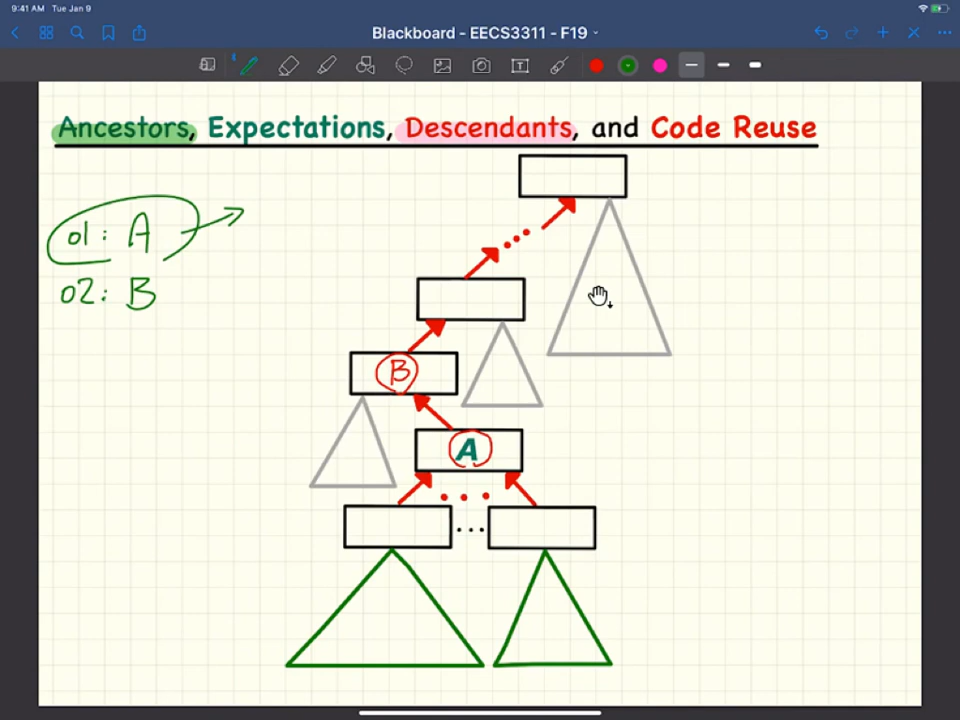 9:41 AM Tue Jan 9
Blackboard - EECS3311 - F19
Ancestors, Expectations, Descendants, and Code Reuse
o1: A
o2: B
B
A